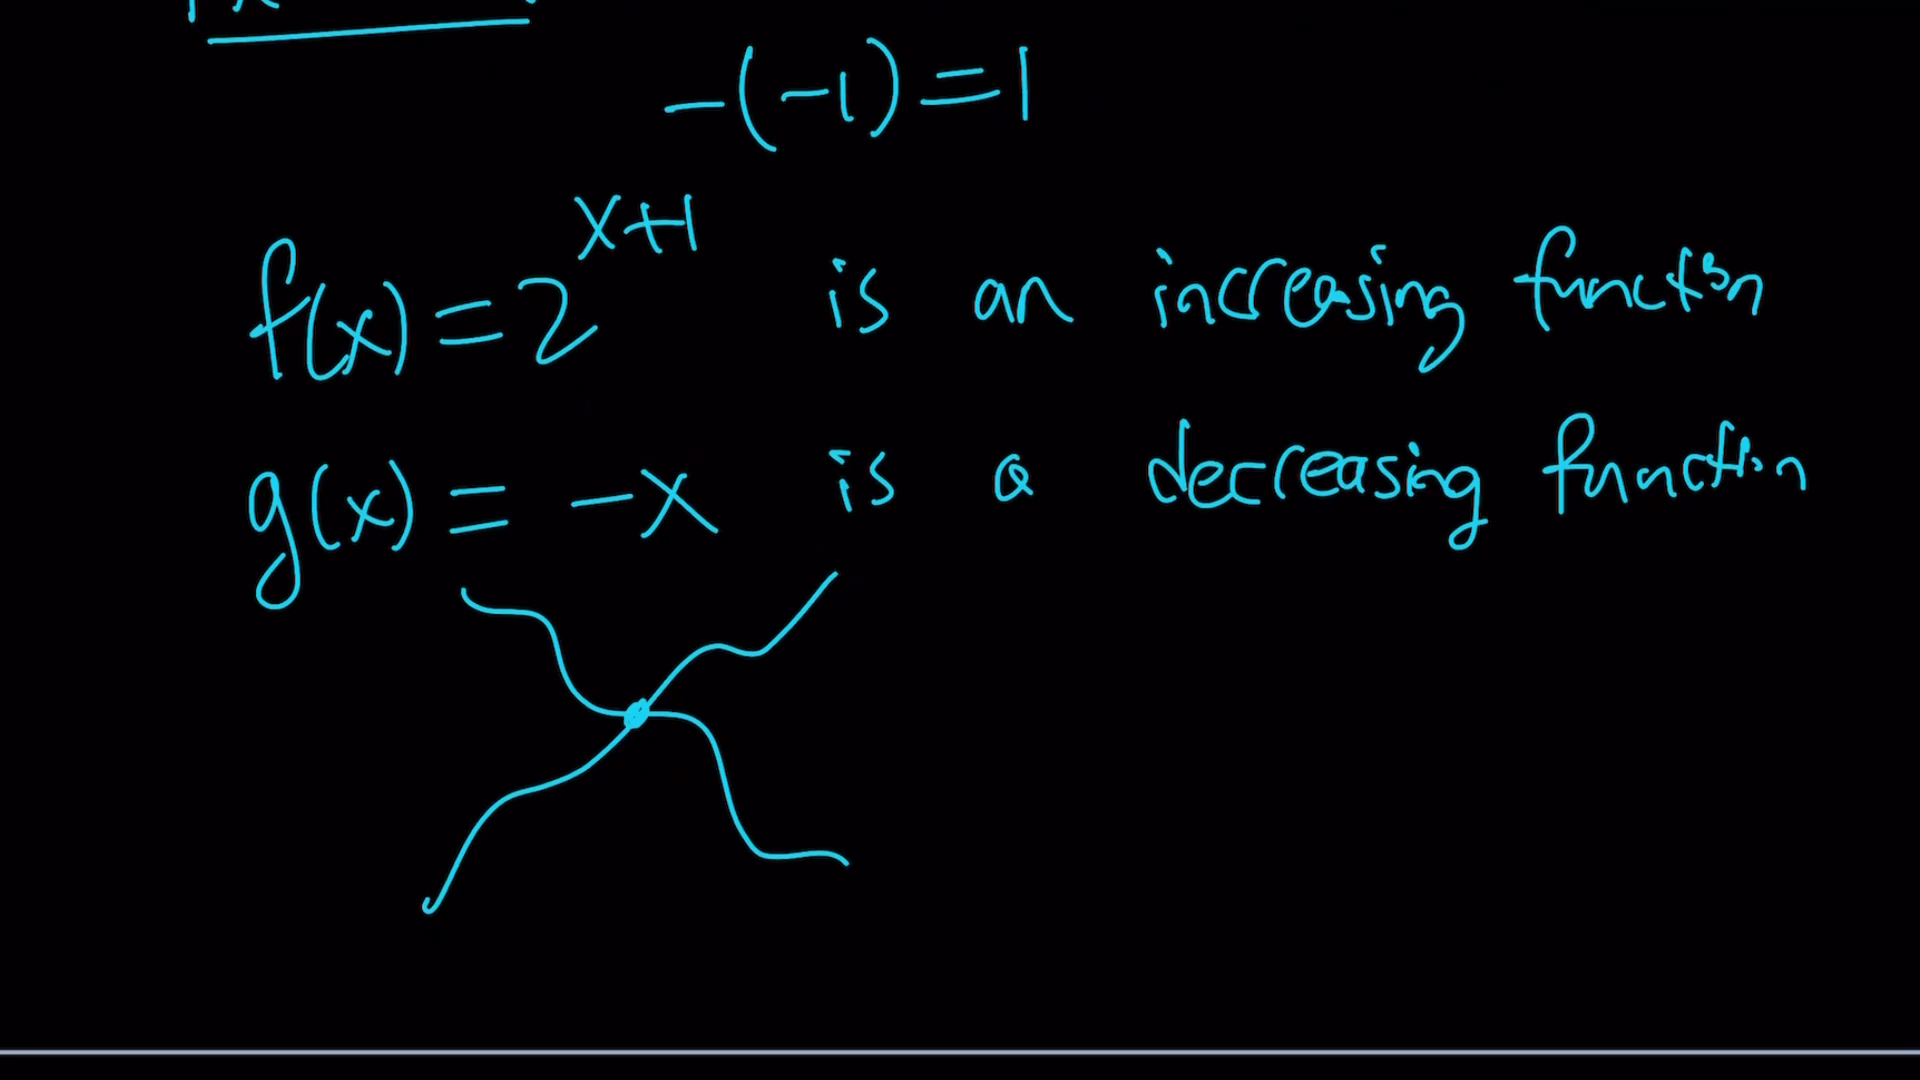 -(-1)=1
f(x)=2^{x+1} is an increasing function
g(x)= -x is a decreasing function